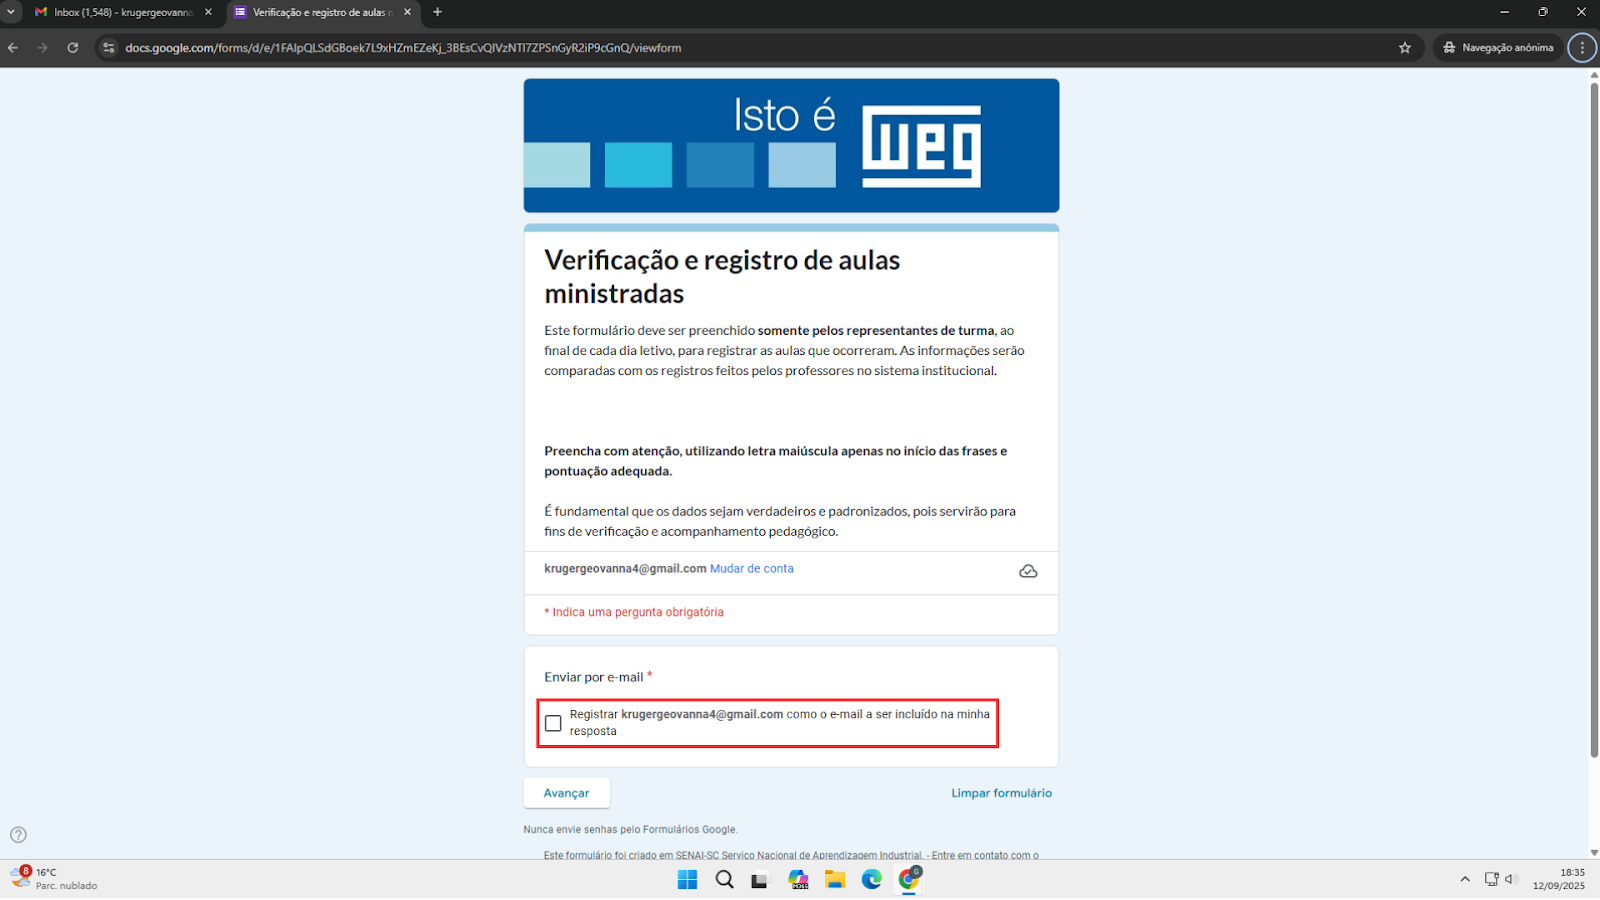 Inbox (1,548) - krugergeovanna
Verificação e registro de aulas
docs.google.com/forms/d/e/1FAIpQLSdGBoek7L9xHZmEZeKj_3BEsCvQIVzNTl7ZPSnGyR2iP9cGnQ/viewform
Navegação anónima
Isto é
weg
Verificação e registro de aulas
ministradas
Este formulário deve ser preenchido somente pelos representantes de turma, ao
final de cada dia letivo, para registrar as aulas que ocorreram. As informações serão
comparadas com os registros feitos pelos professores no sistema institucional.
Preencha com atenção, utilizando letra maiúscula apenas no início das frases e
pontuação adequada.
É fundamental que os dados sejam verdadeiros e padronizados, pois servirão para
fins de verificação e acompanhamento pedagógico.
krugergeovanna4@gmail.com Mudar de conta
* Indica uma pergunta obrigatória
Enviar por e-mail *
Registrar krugergeovanna4@gmail.com como o e-mail a ser incluído na minha
resposta
Avançar
Limpar formulário
Nunca envie senhas pelo Formulários Google.
Este formulário foi criado em SENAI-SC Serviço Nacional de Aprendizagem Industrial. - Entre em contato com o
8
16°C
Parc. nublado
M365
G
18:35
12/09/2025